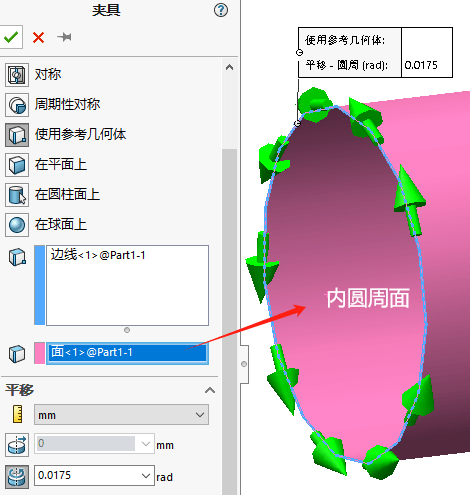 夹具
对称
周期性对称
使用参考几何体
在平面上
在圆柱面上
在球面上
边线<1>@Part1-1
面<1>@Part1-1
平移
mm
0
mm
0.0175
rad
使用参考几何体:
平移 - 圆周 (rad):
0.0175
内圆周面